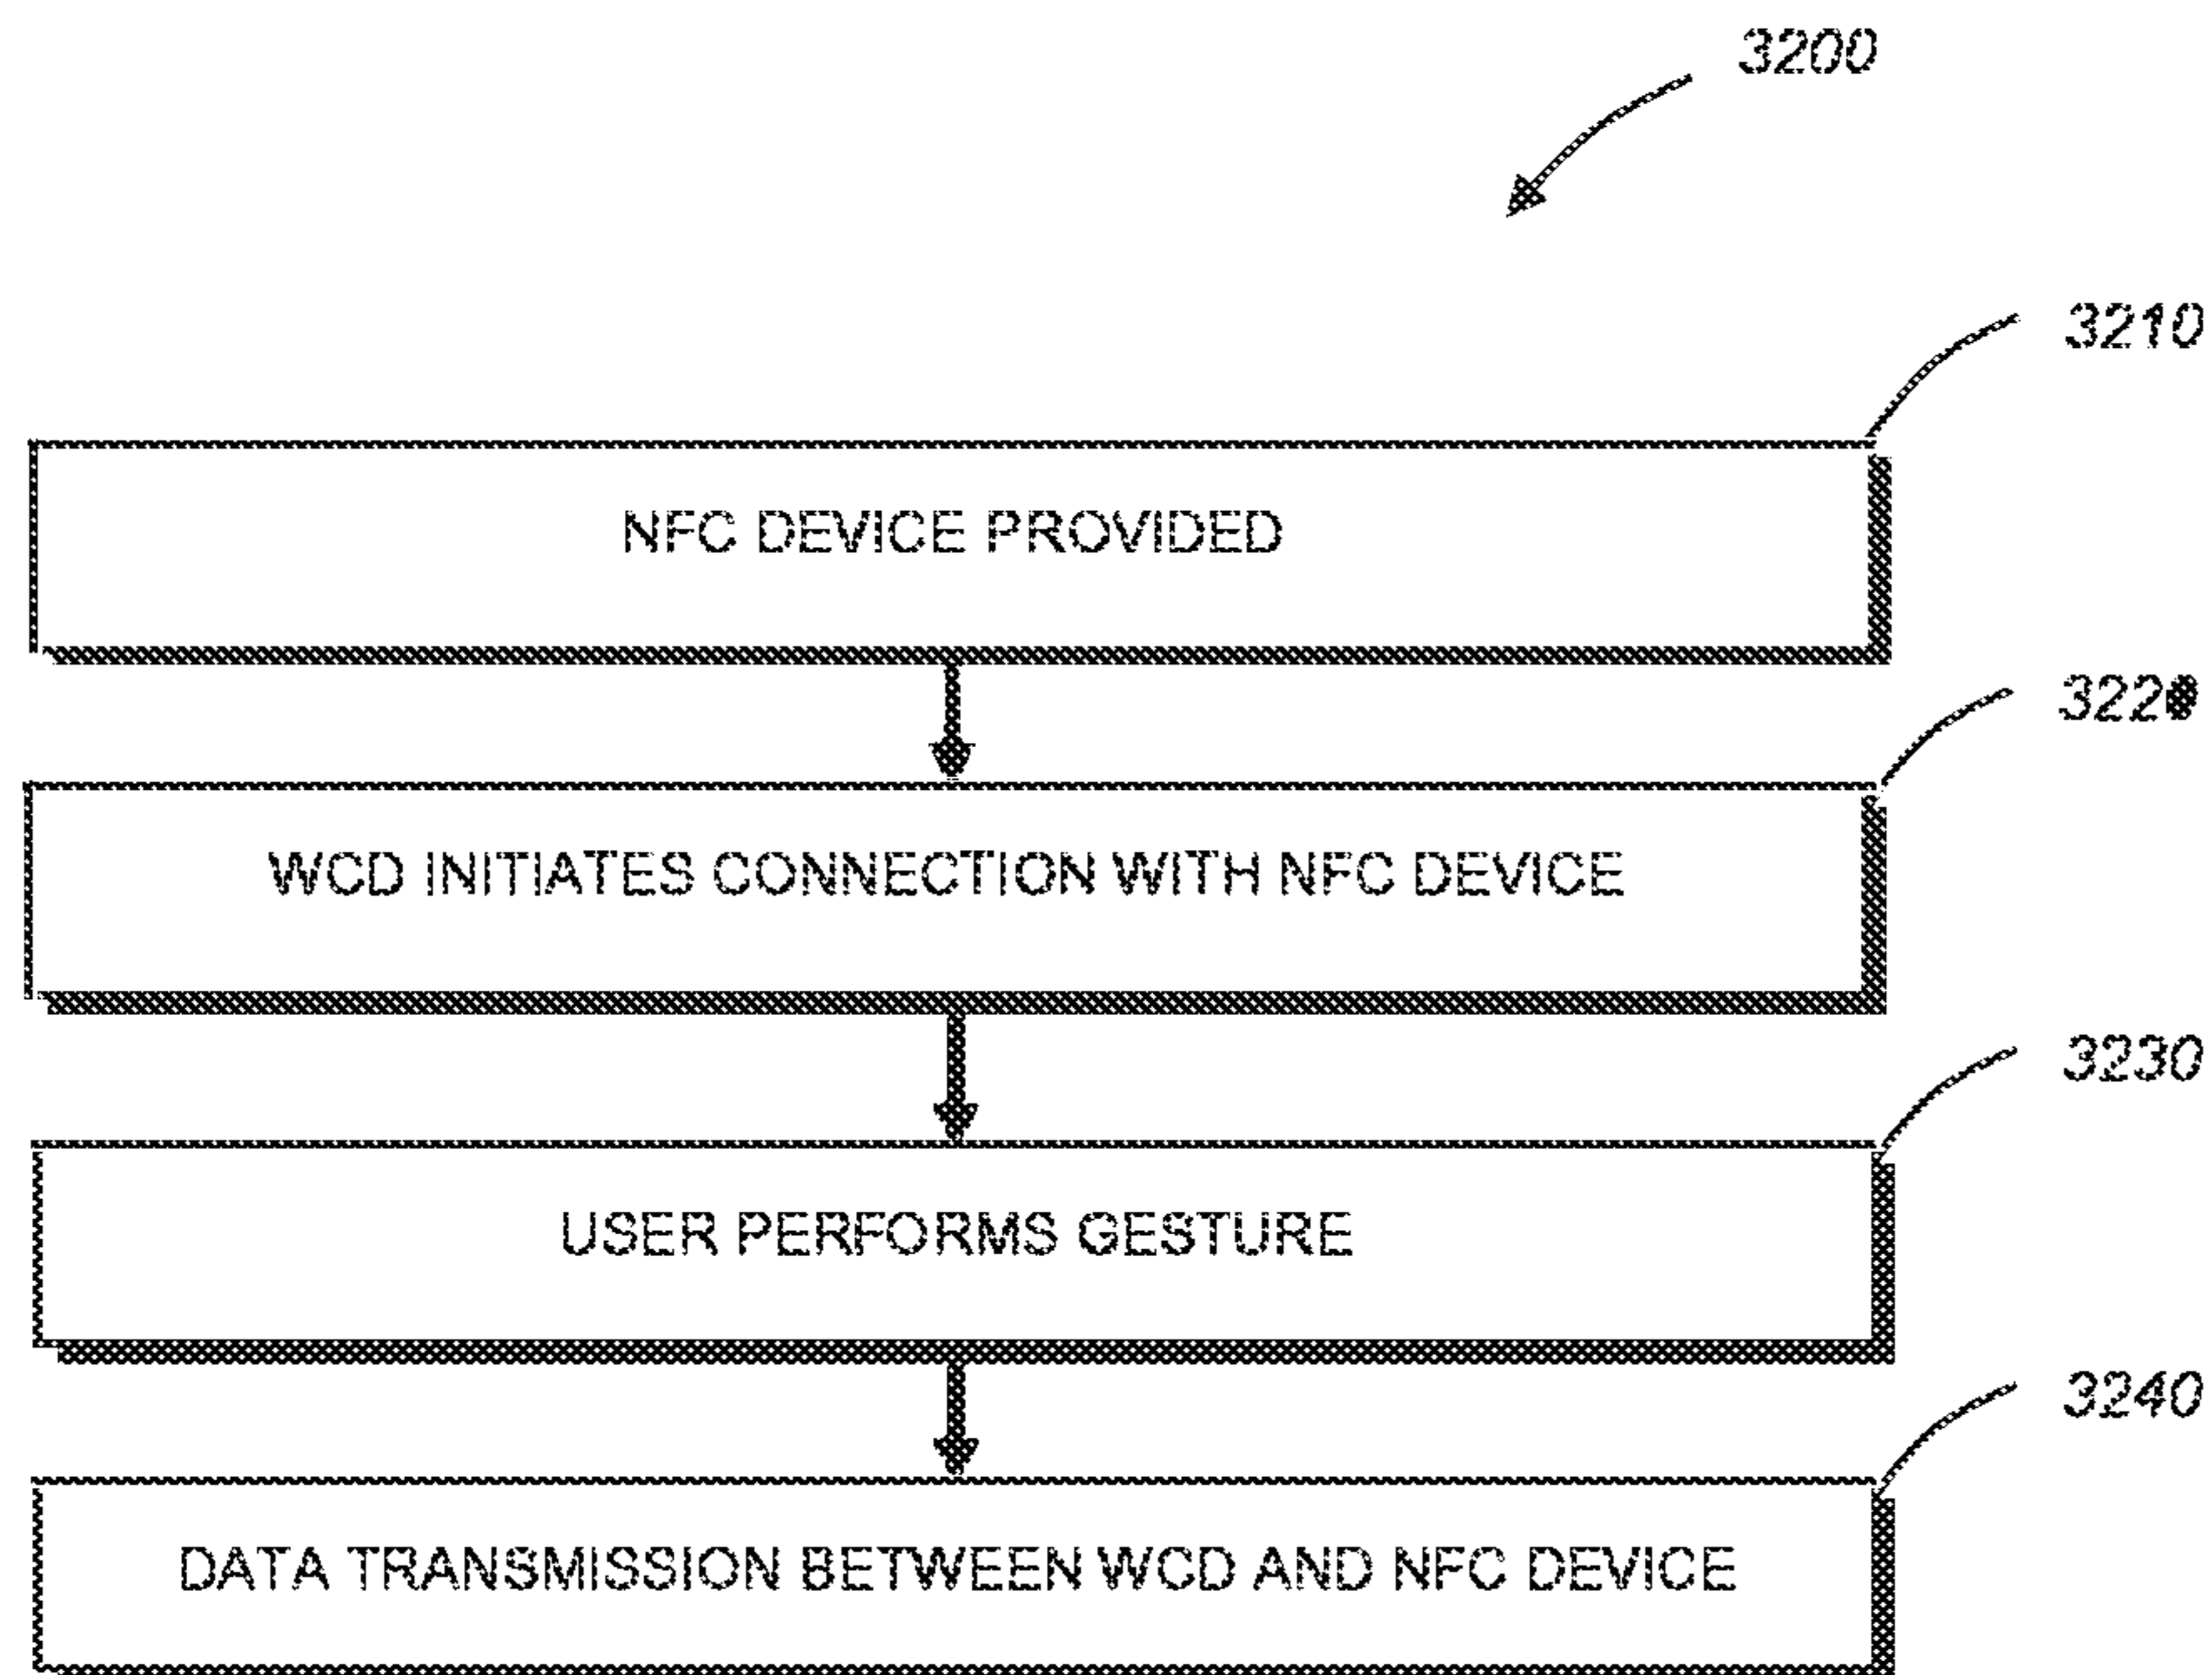 3200
3210
NFC DEVICE PROVIDED
3220
WCD INITIATES CONNECTION WITH NFC DEVICE
3230
USER PERFORMS GESTURE
3240
DATA TRANSMISSION BETWEEN WCD AND NFC DEVICE